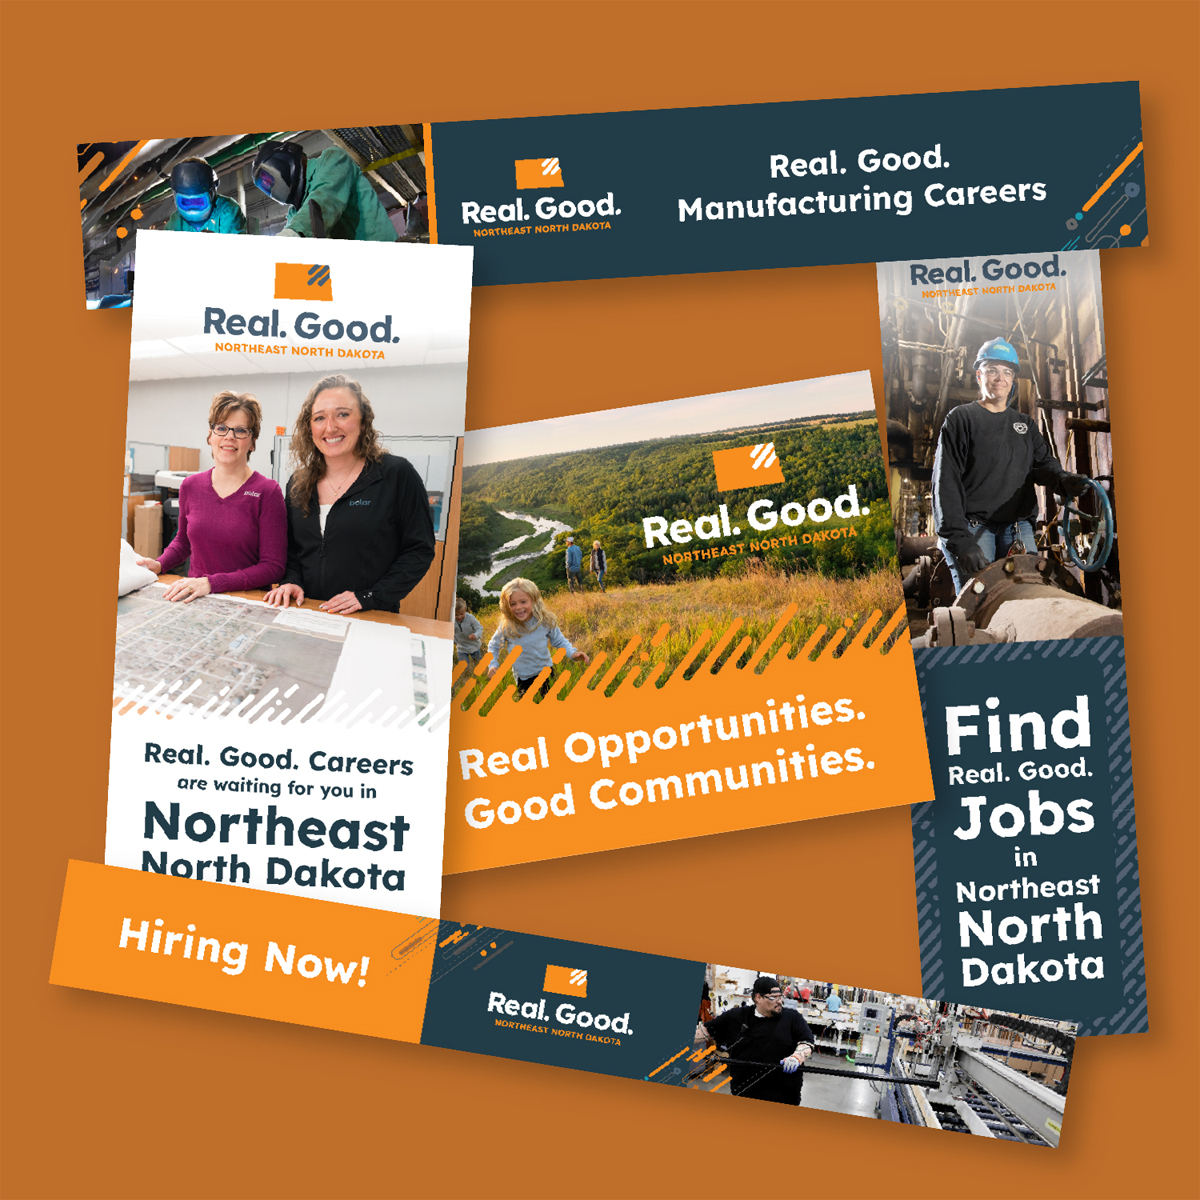 Real. Good.
NORTHEAST NORTH DAKOTA
Real. Good.
Manufacturing Careers
Real. Good.
NORTHEAST NORTH DAKOTA
polar
polar
Real. Good. Careers
are waiting for you in
Northeast
North Dakota
Real. Good.
NORTHEAST NORTH DAKOTA
Real Opportunities.
Good Communities.
Real. Good.
NORTHEAST NORTH DAKOTA
Find
Real. Good.
Jobs
in
Northeast
North
Dakota
Hiring Now!
Real. Good.
NORTHEAST NORTH DAKOTA